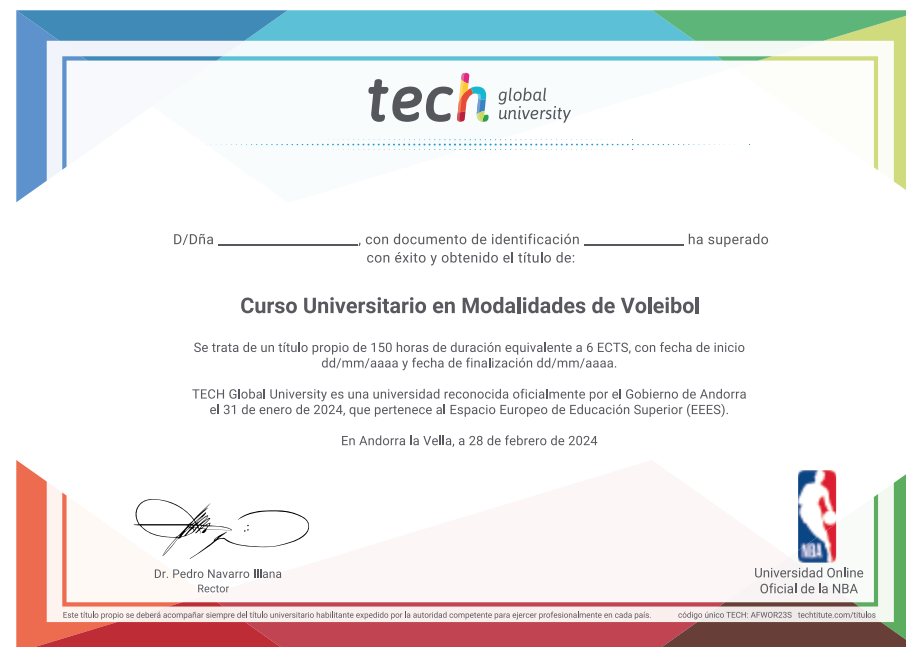 tech global university
D/Dña ____________________, con documento de identificación ______________ ha superado
con éxito y obtenido el título de:
Curso Universitario en Modalidades de Voleibol
Se trata de un título propio de 150 horas de duración equivalente a 6 ECTS, con fecha de inicio
dd/mm/aaaa y fecha de finalización dd/mm/aaaa.
TECH Global University es una universidad reconocida oficialmente por el Gobierno de Andorra
el 31 de enero de 2024, que pertenece al Espacio Europeo de Educación Superior (EEES).
En Andorra la Vella, a 28 de febrero de 2024
Dr. Pedro Navarro Illana
Rector
NBA
Universidad Online
Oficial de la NBA
Este título propio se deberá acompañar siempre del título universitario habilitante expedido por la autoridad competente para ejercer profesionalmente en cada país. código único TECH: AFWOR23S techtitute.com/titulos